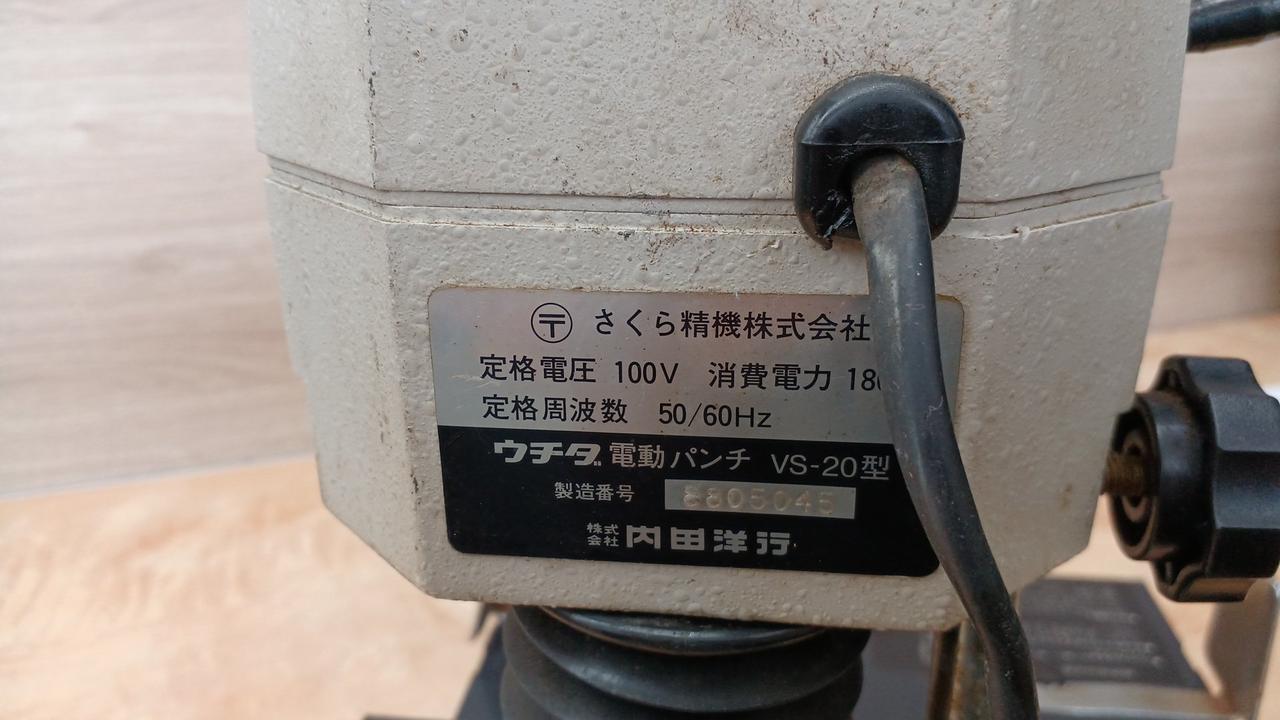 〒 さくら精機株式会社
定格電圧 100V 消費電力 18
定格周波数 50/60Hz
ウチダ 電動パンチ VS-20型
製造番号 8805045
株式会社 内田洋行